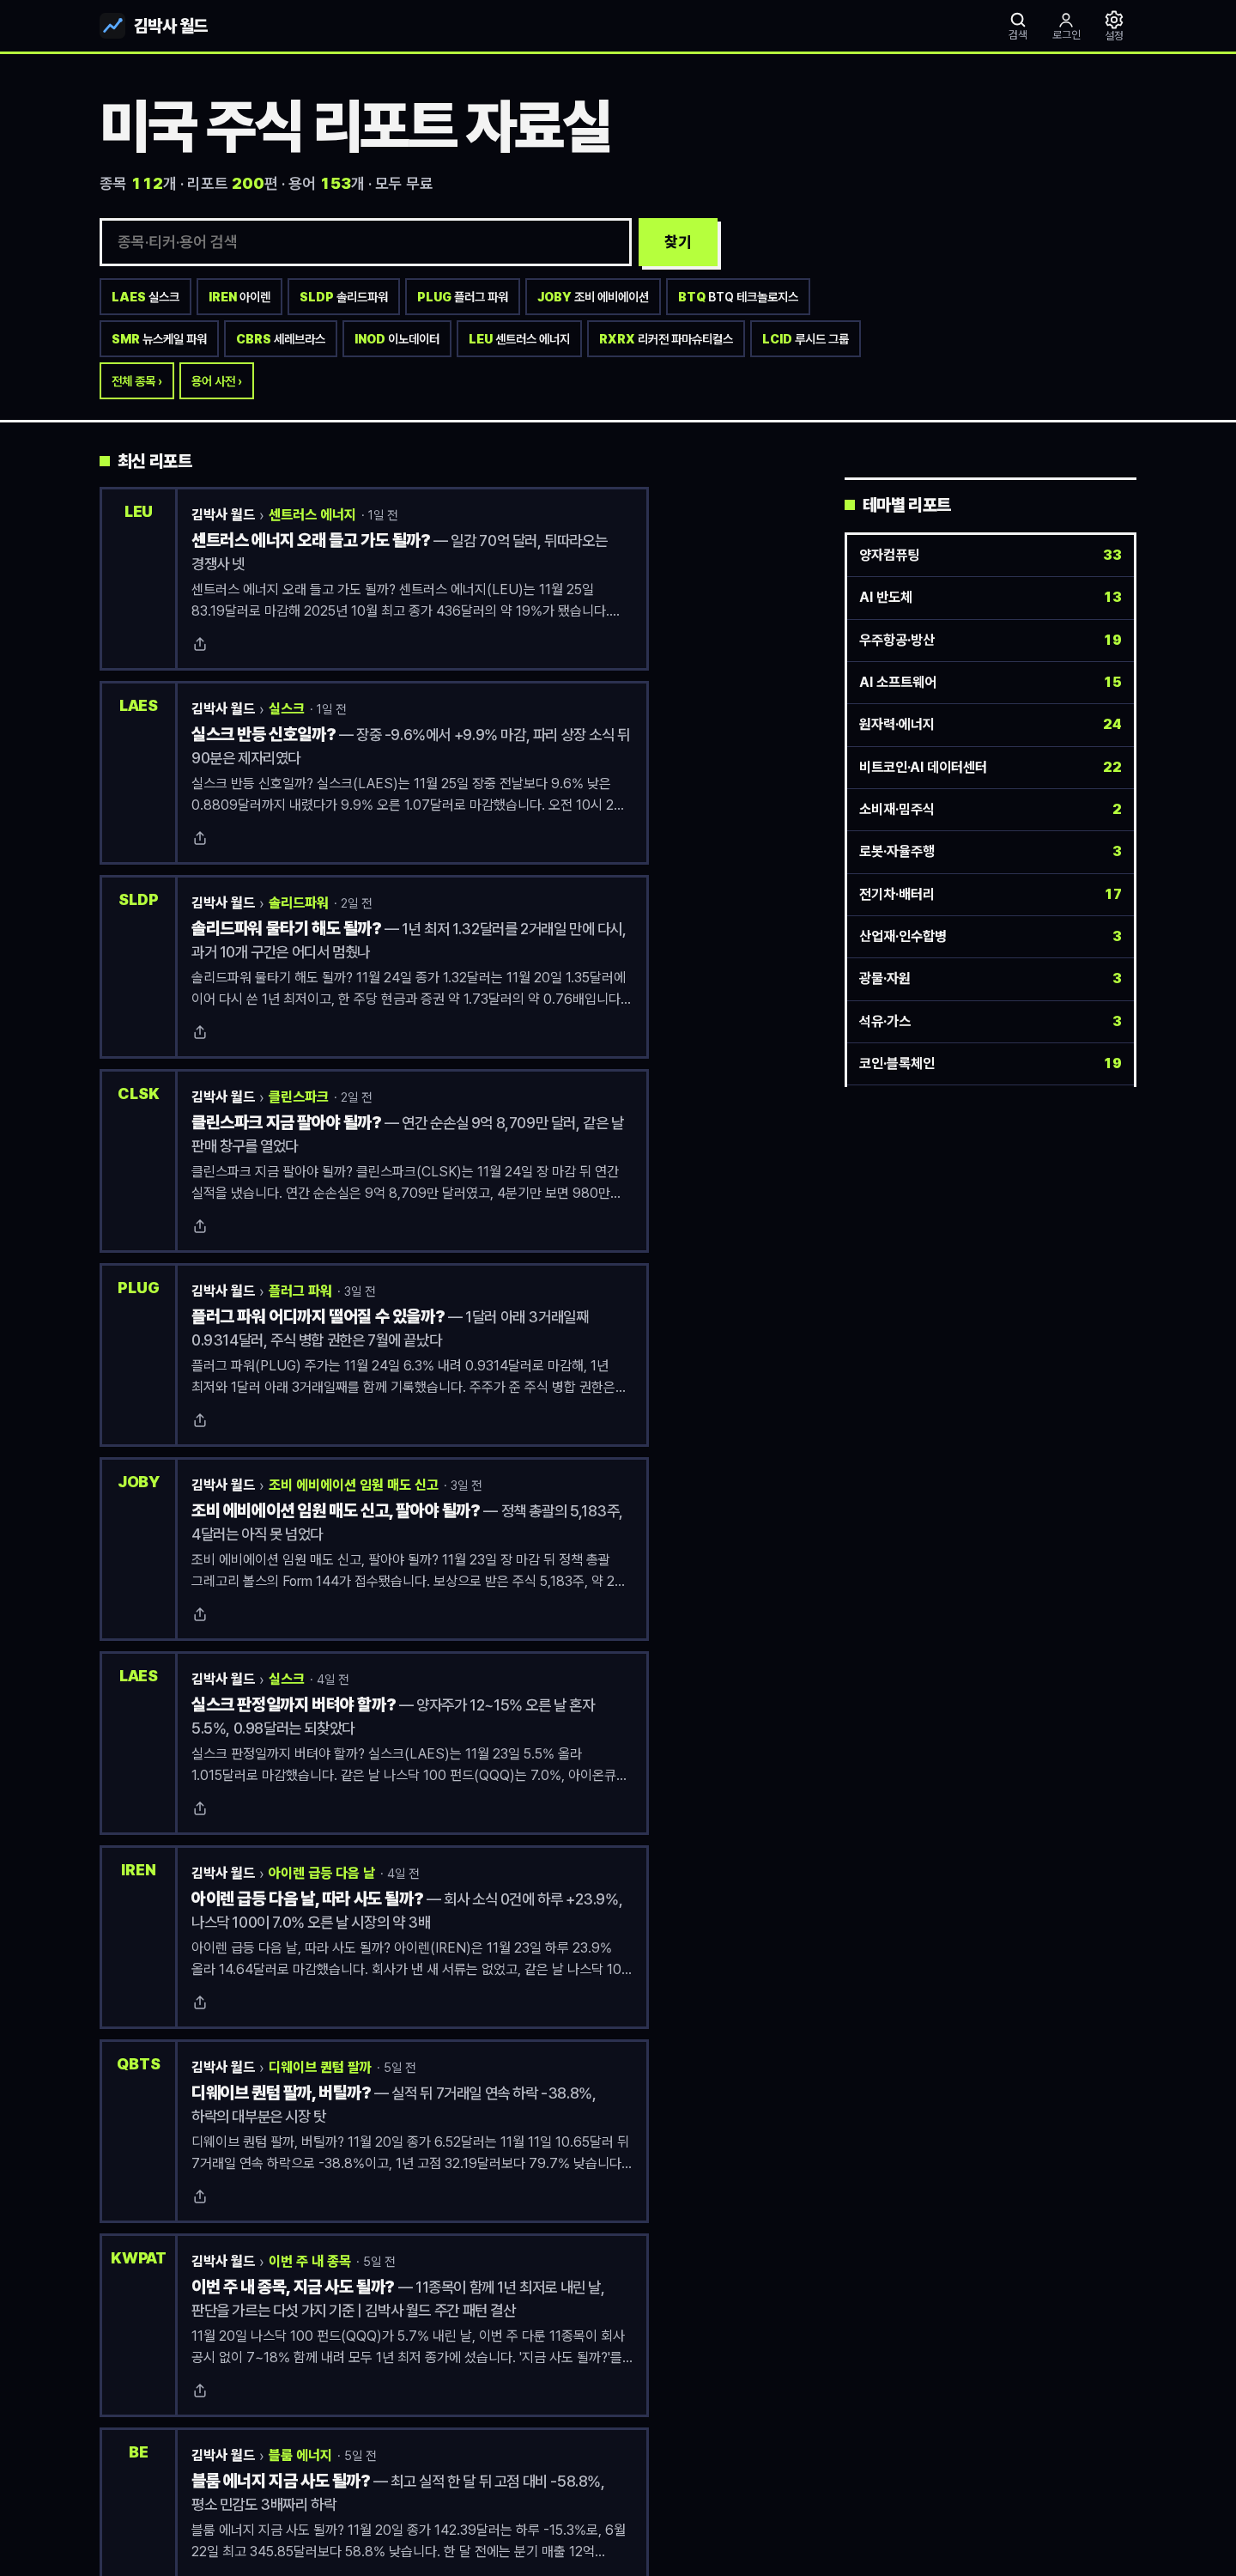 김박사 월드
검색
로그인
설정
미국 주식 리포트 자료실
종목 112개 · 리포트 200편 · 용어 153개 · 모두 무료
종목·티커·용어 검색
찾기
LAES 실스크
IREN 아이렌
SLDP 솔리드파워
PLUG 플러그 파워
JOBY 조비 에비에이션
BTQ BTQ 테크놀로지스
SMR 뉴스케일 파워
CBRS 세레브라스
INOD 이노데이터
LEU 센트러스 에너지
RXRX 리커전 파마슈티컬스
LCID 루시드 그룹
전체 종목 ›
용어 사전 ›
최신 리포트
LEU
김박사 월드 › 센트러스 에너지 · 1일 전
센트러스 에너지 오래 들고 가도 될까? — 일감 70억 달러, 뒤따라오는
경쟁사 넷
센트러스 에너지 오래 들고 가도 될까? 센트러스 에너지(LEU)는 11월 25일
83.19달러로 마감해 2025년 10월 최고 종가 436달러의 약 19%가 됐습니다....
LAES
김박사 월드 › 실스크 · 1일 전
실스크 반등 신호일까? — 장중 -9.6%에서 +9.9% 마감, 파리 상장 소식 뒤
90분은 제자리였다
실스크 반등 신호일까? 실스크(LAES)는 11월 25일 장중 전날보다 9.6% 낮은
0.8809달러까지 내렸다가 9.9% 오른 1.07달러로 마감했습니다. 오전 10시 2...
SLDP
김박사 월드 › 솔리드파워 · 2일 전
솔리드파워 물타기 해도 될까? — 1년 최저 1.32달러를 2거래일 만에 다시,
과거 10개 구간은 어디서 멈췄나
솔리드파워 물타기 해도 될까? 11월 24일 종가 1.32달러는 11월 20일 1.35달러에
이어 다시 쓴 1년 최저이고, 한 주당 현금과 증권 약 1.73달러의 약 0.76배입니다...
CLSK
김박사 월드 › 클린스파크 · 2일 전
클린스파크 지금 팔아야 될까? — 연간 순손실 9억 8,709만 달러, 같은 날
판매 창구를 열었다
클린스파크 지금 팔아야 될까? 클린스파크(CLSK)는 11월 24일 장 마감 뒤 연간
실적을 냈습니다. 연간 순손실은 9억 8,709만 달러였고, 4분기만 보면 980만...
PLUG
김박사 월드 › 플러그 파워 · 3일 전
플러그 파워 어디까지 떨어질 수 있을까? — 1달러 아래 3거래일째
0.9314달러, 주식 병합 권한은 7월에 끝났다
플러그 파워(PLUG) 주가는 11월 24일 6.3% 내려 0.9314달러로 마감해, 1년
최저와 1달러 아래 3거래일째를 함께 기록했습니다. 주주가 준 주식 병합 권한은...
JOBY
김박사 월드 › 조비 에비에이션 임원 매도 신고 · 3일 전
조비 에비에이션 임원 매도 신고, 팔아야 될까? — 정책 총괄의 5,183주,
4달러는 아직 못 넘었다
조비 에비에이션 임원 매도 신고, 팔아야 될까? 11월 23일 장 마감 뒤 정책 총괄
그레고리 볼스의 Form 144가 접수됐습니다. 보상으로 받은 주식 5,183주, 약 2...
LAES
김박사 월드 › 실스크 · 4일 전
실스크 판정일까지 버텨야 할까? — 양자주가 12~15% 오른 날 혼자
5.5%, 0.98달러는 되찾았다
실스크 판정일까지 버텨야 할까? 실스크(LAES)는 11월 23일 5.5% 올라
1.015달러로 마감했습니다. 같은 날 나스닥 100 펀드(QQQ)는 7.0%, 아이온큐...
IREN
김박사 월드 › 아이렌 급등 다음 날 · 4일 전
아이렌 급등 다음 날, 따라 사도 될까? — 회사 소식 0건에 하루 +23.9%,
나스닥 100이 7.0% 오른 날 시장의 약 3배
아이렌 급등 다음 날, 따라 사도 될까? 아이렌(IREN)은 11월 23일 하루 23.9%
올라 14.64달러로 마감했습니다. 회사가 낸 새 서류는 없었고, 같은 날 나스닥 10...
QBTS
김박사 월드 › 디웨이브 퀀텀 팔까 · 5일 전
디웨이브 퀀텀 팔까, 버틸까? — 실적 뒤 7거래일 연속 하락 -38.8%,
하락의 대부분은 시장 탓
디웨이브 퀀텀 팔까, 버틸까? 11월 20일 종가 6.52달러는 11월 11일 10.65달러 뒤
7거래일 연속 하락으로 -38.8%이고, 1년 고점 32.19달러보다 79.7% 낮습니다...
KWPAT
김박사 월드 › 이번 주 내 종목 · 5일 전
이번 주 내 종목, 지금 사도 될까? — 11종목이 함께 1년 최저로 내린 날,
판단을 가르는 다섯 가지 기준 | 김박사 월드 주간 패턴 결산
11월 20일 나스닥 100 펀드(QQQ)가 5.7% 내린 날, 이번 주 다룬 11종목이 회사
공시 없이 7~18% 함께 내려 모두 1년 최저 종가에 섰습니다. '지금 사도 될까?'를...
BE
김박사 월드 › 블룸 에너지 · 5일 전
블룸 에너지 지금 사도 될까? — 최고 실적 한 달 뒤 고점 대비 -58.8%,
평소 민감도 3배짜리 하락
블룸 에너지 지금 사도 될까? 11월 20일 종가 142.39달러는 하루 -15.3%로, 6월
22일 최고 345.85달러보다 58.8% 낮습니다. 한 달 전에는 분기 매출 12억...
테마별 리포트
양자컴퓨팅 33
AI 반도체 13
우주항공·방산 19
AI 소프트웨어 15
원자력·에너지 24
비트코인·AI 데이터센터 22
소비재·밈주식 2
로봇·자율주행 3
전기차·배터리 17
산업재·인수합병 3
광물·자원 3
석유·가스 3
코인·블록체인 19